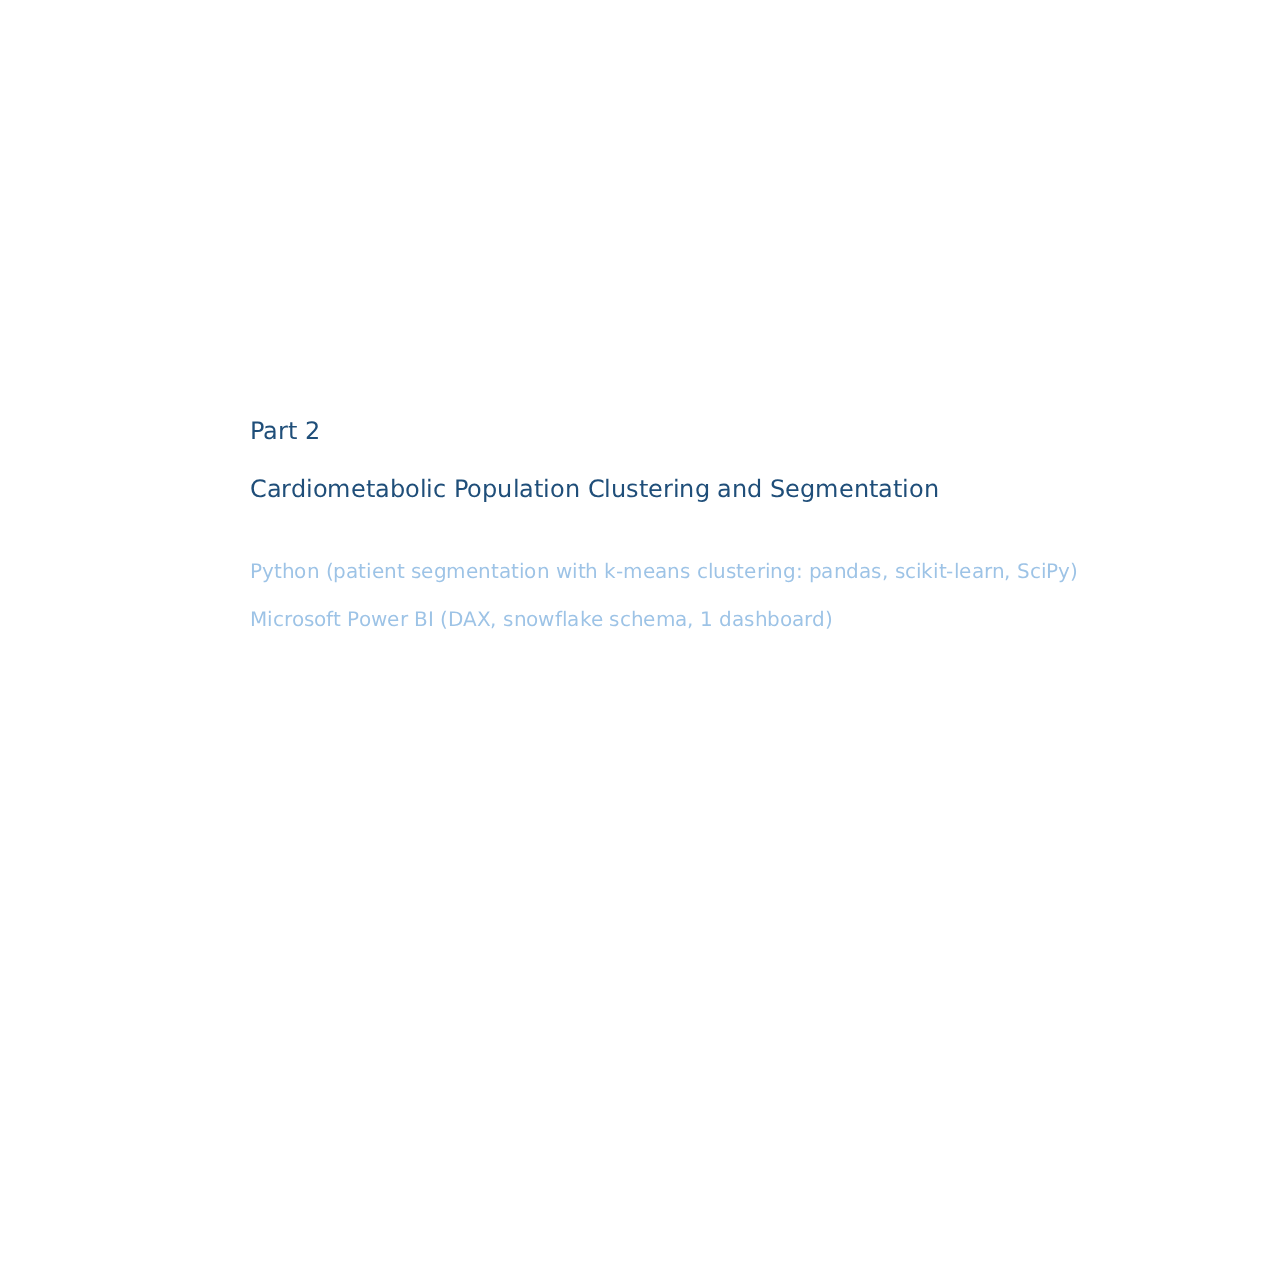 Part 2
Cardiometabolic Population Clustering and Segmentation
Python (patient segmentation with k-means clustering: pandas, scikit-learn, SciPy)
Microsoft Power BI (DAX, snowflake schema, 1 dashboard)